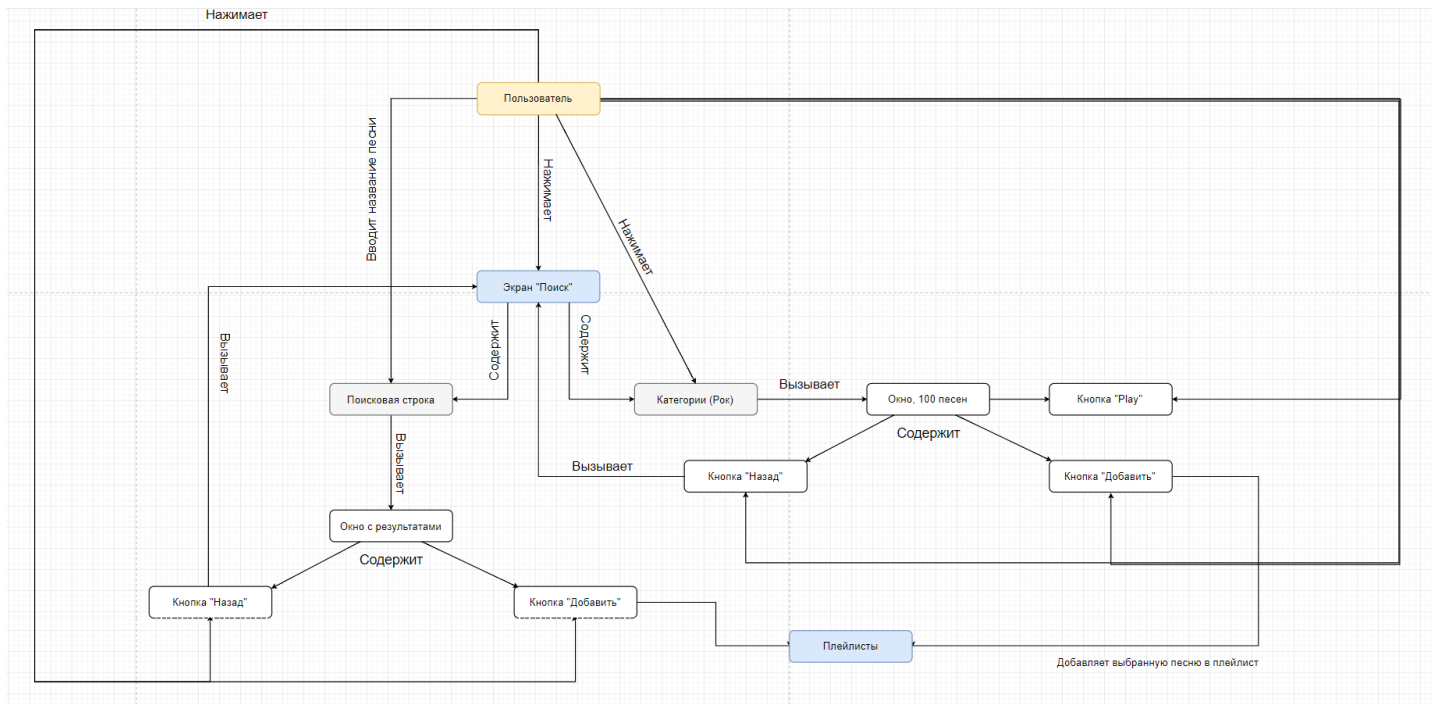 Нажимает
Пользователь
Вводит название песни
Нажимает
Нажимает
Экран "Поиск"
Вызывает
Содержит
Содержит
Поисковая строка
Категории (Рок)
Вызывает
Окно, 100 песен
Кнопка "Play"
Содержит
Вызывает
Вызывает
Кнопка "Назад"
Кнопка "Добавить"
Окно с результатами
Содержит
Кнопка "Назад"
Кнопка "Добавить"
Плейлисты
Добавляет выбранную песню в плейлист